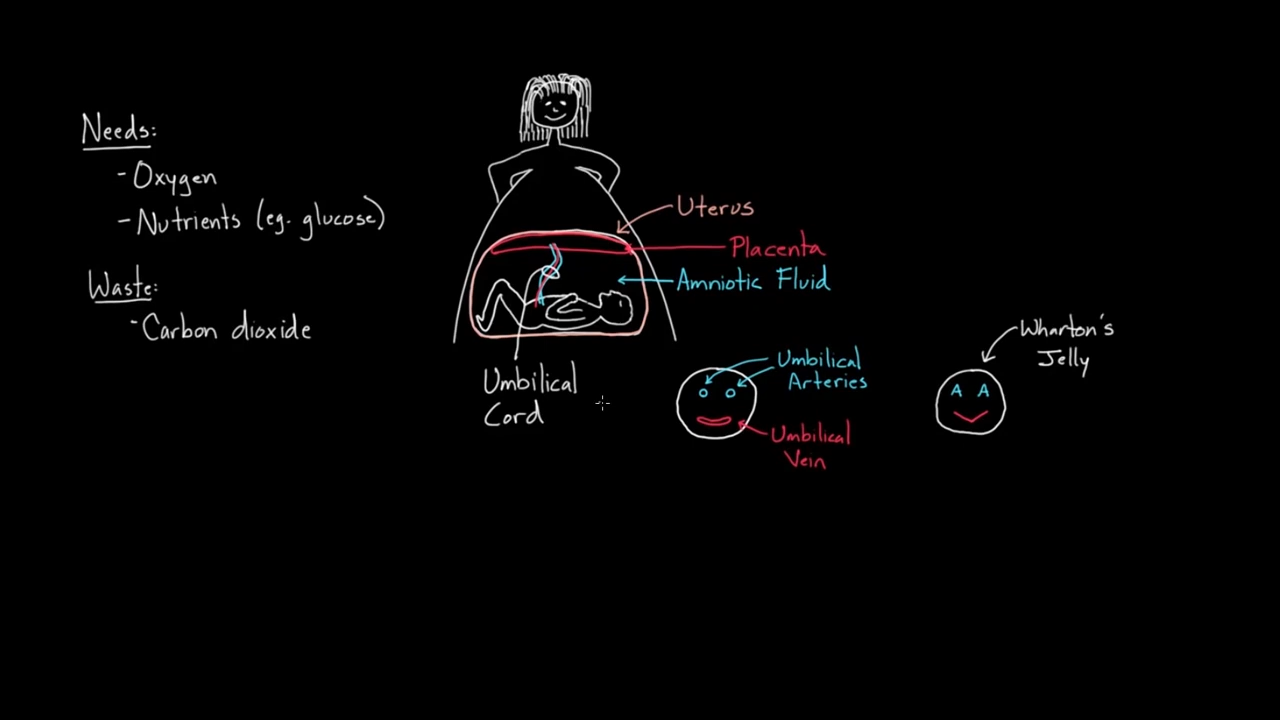 Needs:
- Oxygen
- Nutrients (eg. glucose)
Waste:
- Carbon dioxide
Uterus
Placenta
Amniotic Fluid
Umbilical
Cord
Umbilical
Arteries
Umbilical
Vein
A A
Wharton's
Jelly